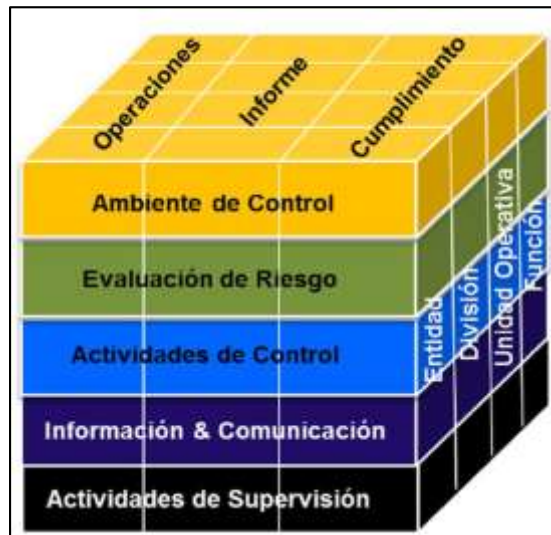 Operaciones
Informe
Cumplimiento
Ambiente de Control
Evaluación de Riesgo
Actividades de Control
Información & Comunicación
Actividades de Supervisión
Entidad
División
Unidad Operativa
Función